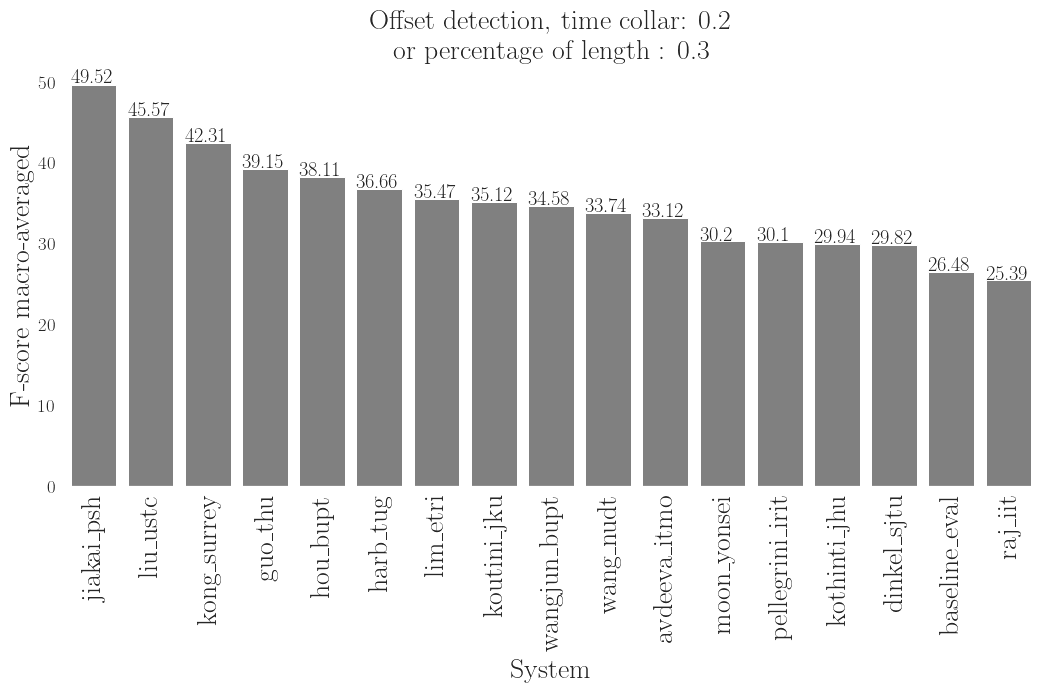 Offset detection, time collar: 0.2
or percentage of length : 0.3
F-score macro-averaged
50
40
30
20
10
0
49.52
45.57
42.31
39.15
38.11
36.66
35.47
35.12
34.58
33.74
33.12
30.2
30.1
29.94
29.82
26.48
25.39
jiakai_psh
liu_ustc
kong_surrey
guo_thu
hou_bupt
harb_tug
lim_etri
koutini_jku
wangjun_bupt
wang_nudt
avdeeva_itmo
moon_yonsei
pellegrini_irit
kothinti_jhu
dinkel_sjtu
baseline_eval
raj_iit
System